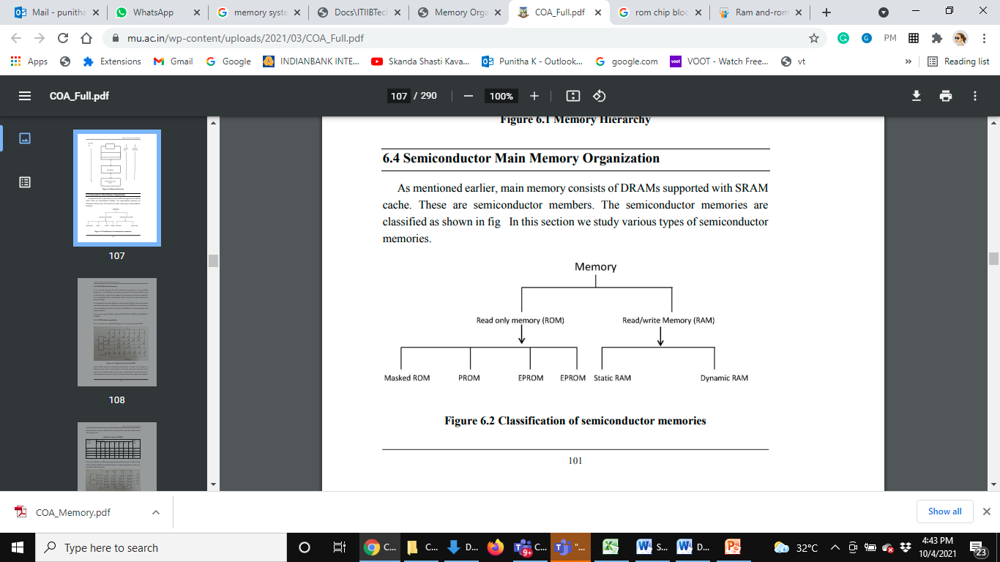 Mail - punitha
WhatsApp
memory syste
Docs\ITIIBTec
Memory Orga
COA_Full.pdf
rom chip bloc
Ram and-rom
mu.ac.in/wp-content/uploads/2021/03/COA_Full.pdf
PM
Apps
Extensions
Gmail
Google
INDIANBANK INTE...
Skanda Shasti Kava...
Punitha K - Outlook...
google.com
voot
VOOT - Watch Free...
vt
»
Reading list
COA_Full.pdf
107 / 290
100%
107
108
Figure 6.1 Memory Hierarchy
6.4 Semiconductor Main Memory Organization
As mentioned earlier, main memory consists of DRAMs supported with SRAM
cache. These are semiconductor members. The semiconductor memories are
classified as shown in fig In this section we study various types of semiconductor
memories.
Memory
Read only memory (ROM) Read/write Memory (RAM)
Masked ROM PROM EPROM EPROM Static RAM Dynamic RAM
Figure 6.2 Classification of semiconductor memories
101
COA_Memory.pdf
Show all
Type here to search
C...
C...
D...
9+
C...
"...
S...
D...
32°C
4:43 PM
10/4/2021
23